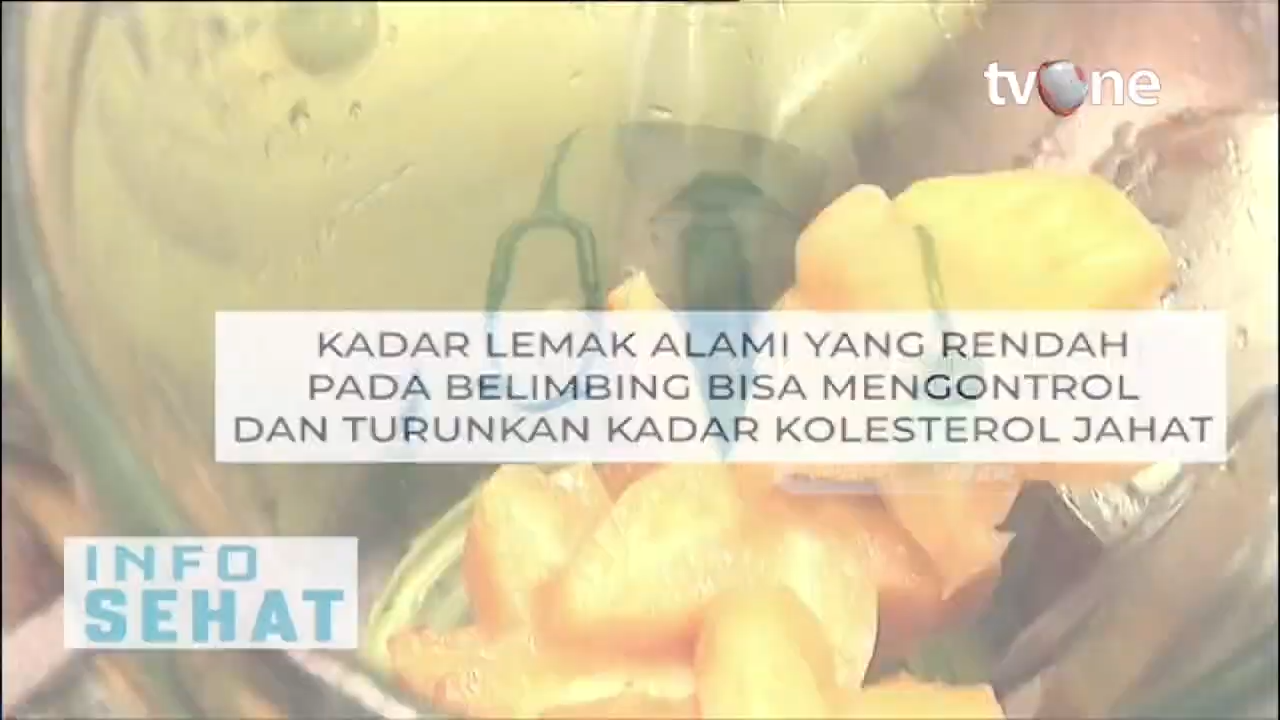 tvOne
KADAR LEMAK ALAMI YANG RENDAH
PADA BELIMBING BISA MENGONTROL
DAN TURUNKAN KADAR KOLESTEROL JAHAT
INFO
SEHAT